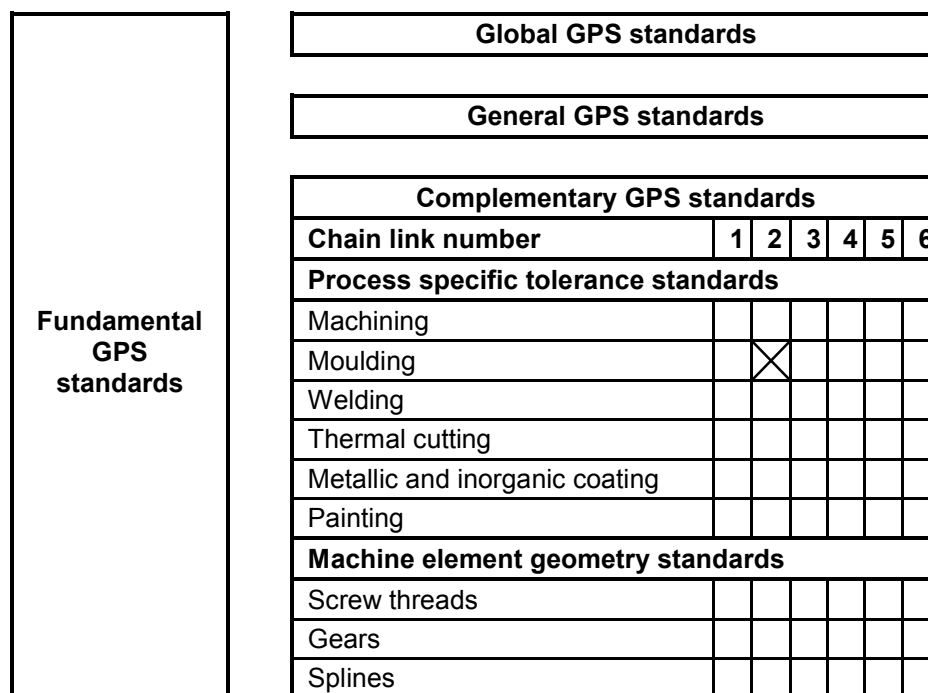 Fundamental
GPS
standards
Global GPS standards
General GPS standards
Complementary GPS standards
Chain link number 1 2 3 4 5 6
Process specific tolerance standards
Machining
Moulding
Welding
Thermal cutting
Metallic and inorganic coating
Painting
Machine element geometry standards
Screw threads
Gears
Splines